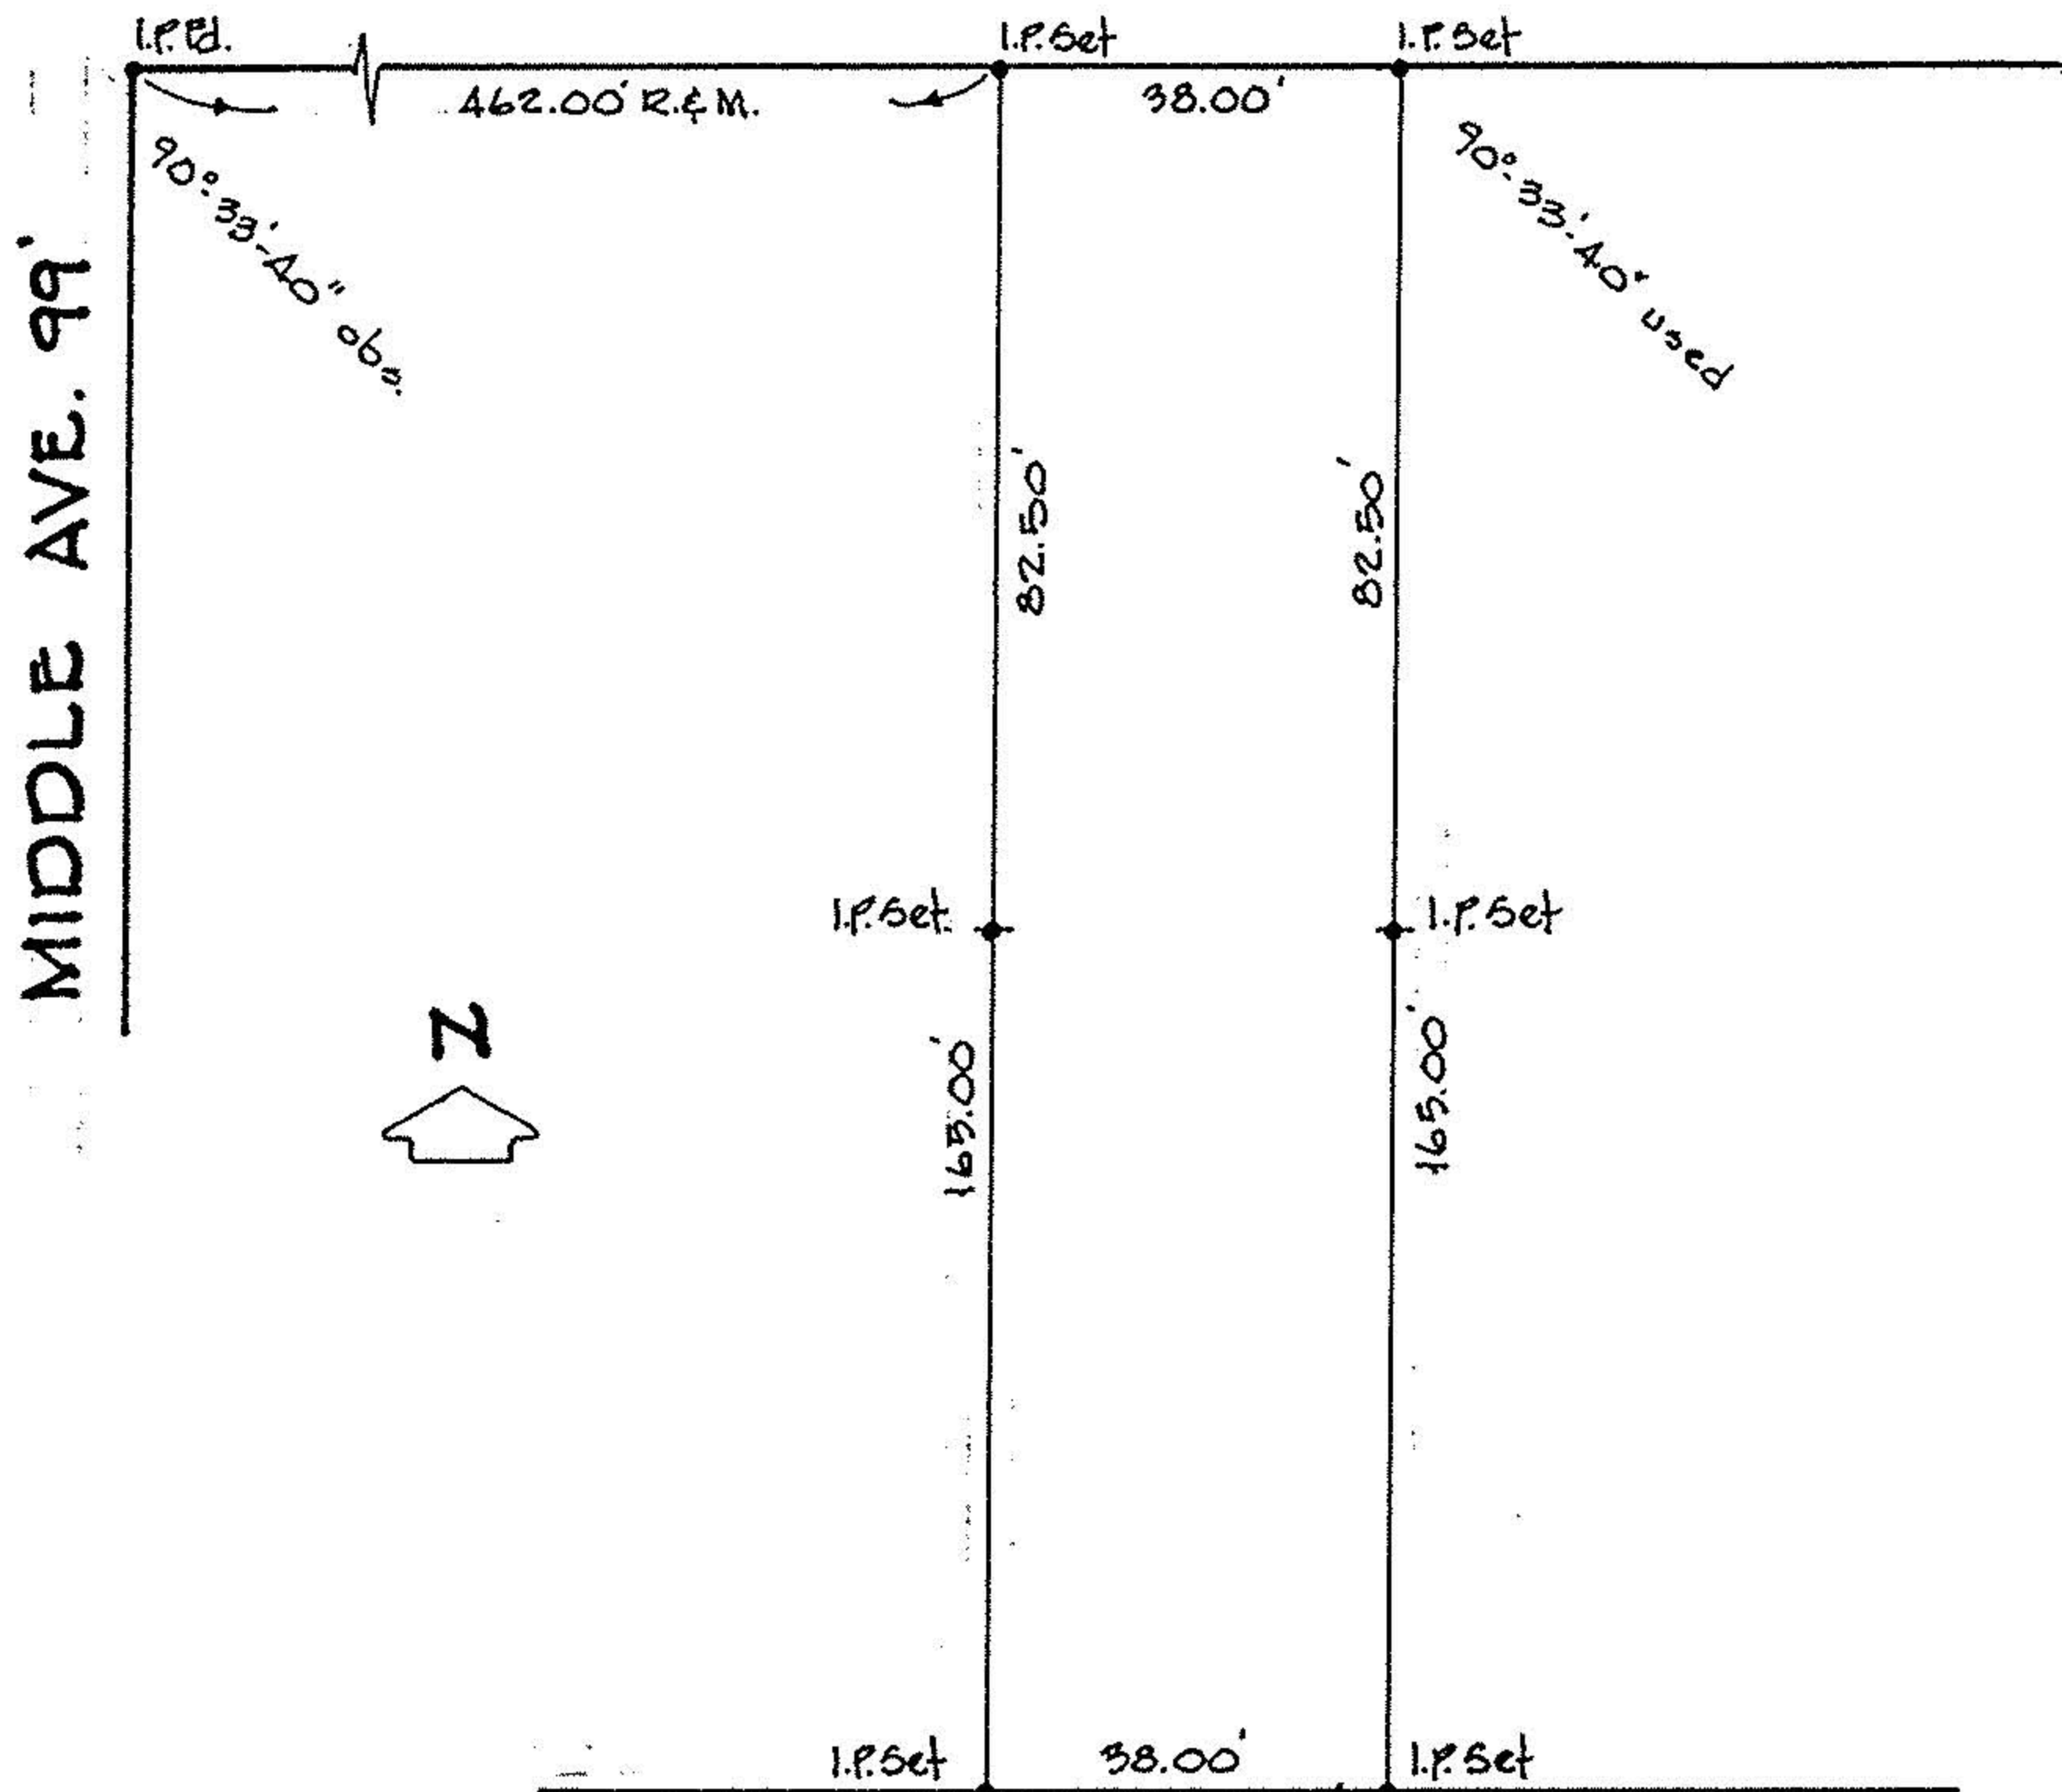 I.P. Fd.
I.P. Set
I.P. Set
462.00' R.& M.
38.00'
90°-33'-40" obs.
90°-33'-40" used
MIDDLE AVE. 99'
82.50'
82.50'
I.P. Set.
I.P. Set
N
165.00'
165.00'
I.P. Set
38.00'
I.P. Set